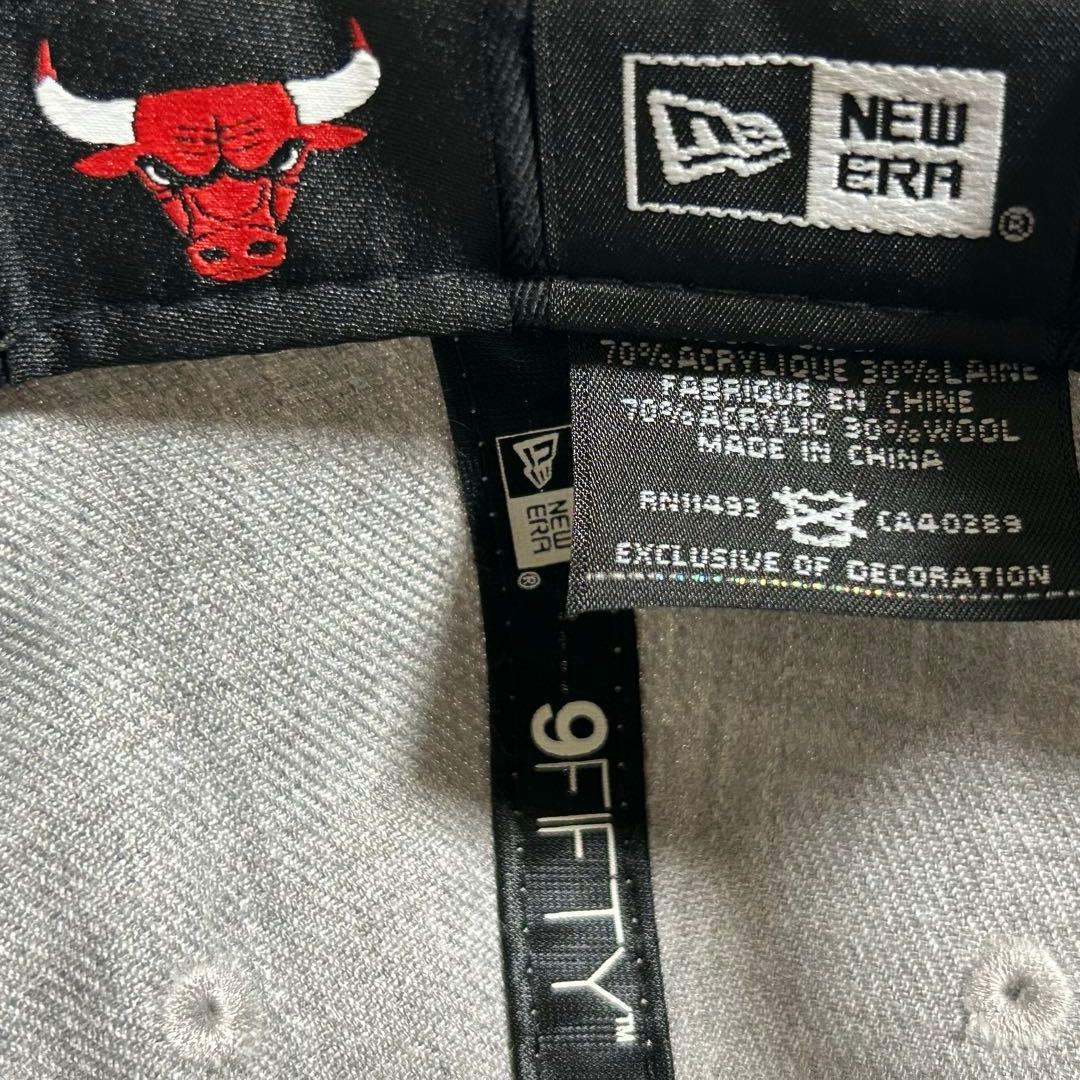 NEW
ERA
®
70% ACRYLIQUE 30% LAINE
FABRIQUE EN CHINE
70% ACRYLIC 30% WOOL
MADE IN CHINA
RN11493 CA40289
EXCLUSIVE OF DECORATION
NEW
ERA
®
9FIFTY™